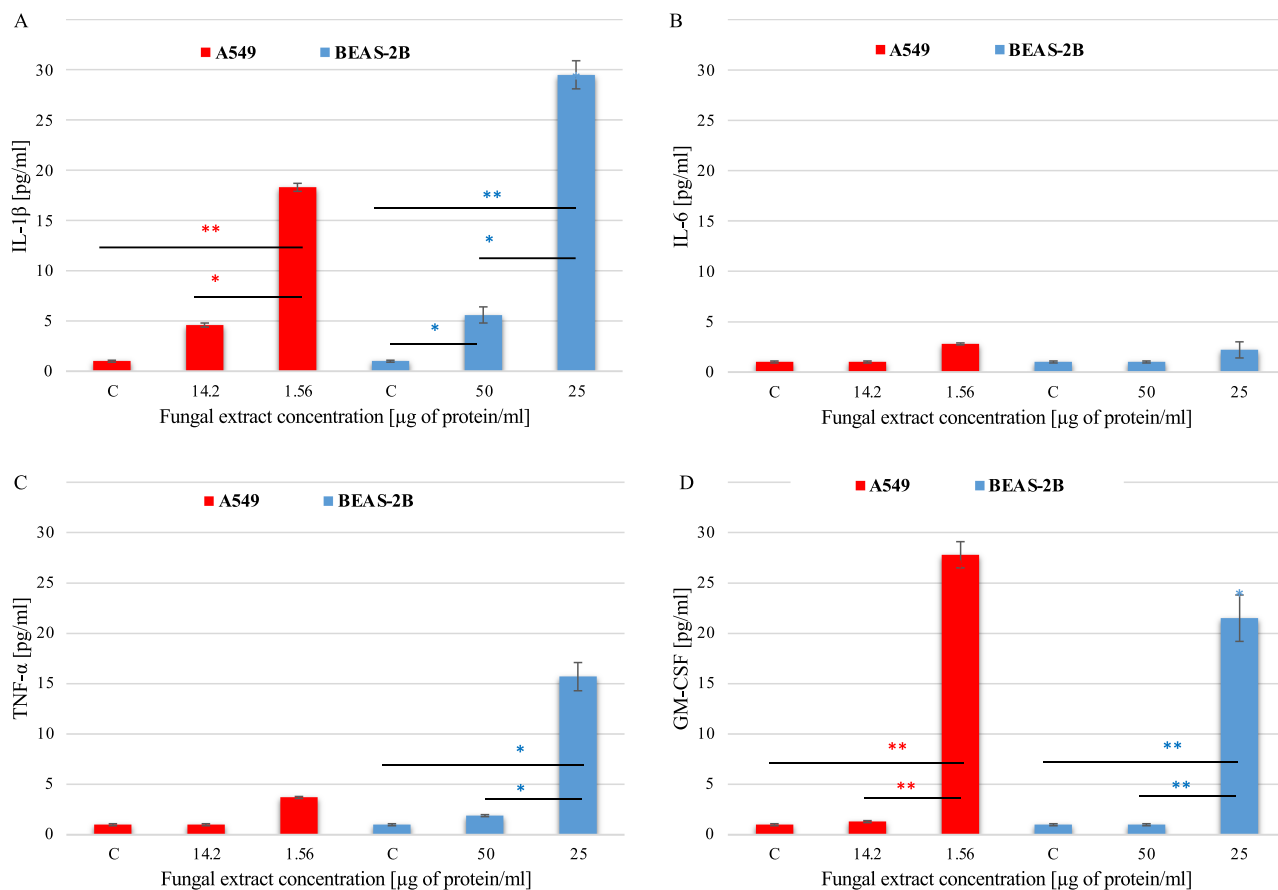 A
A549 BEAS-2B
30
25
20
15
10
5
0
IL-1β [pg/ml]
**
*
*
*
**
C 14.2 1.56 C 50 25
Fungal extract concentration [µg of protein/ml]
B
A549 BEAS-2B
30
25
20
15
10
5
0
IL-6 [pg/ml]
C 14.2 1.56 C 50 25
Fungal extract concentration [µg of protein/ml]
C
A549 BEAS-2B
30
25
20
15
10
5
0
TNF-α [pg/ml]
*
*
C 14.2 1.56 C 50 25
Fungal extract concentration [µg of protein/ml]
D
A549 BEAS-2B
30
25
20
15
10
5
0
GM-CSF [pg/ml]
*
** **
** **
C 14.2 1.56 C 50 25
Fungal extract concentration [µg of protein/ml]